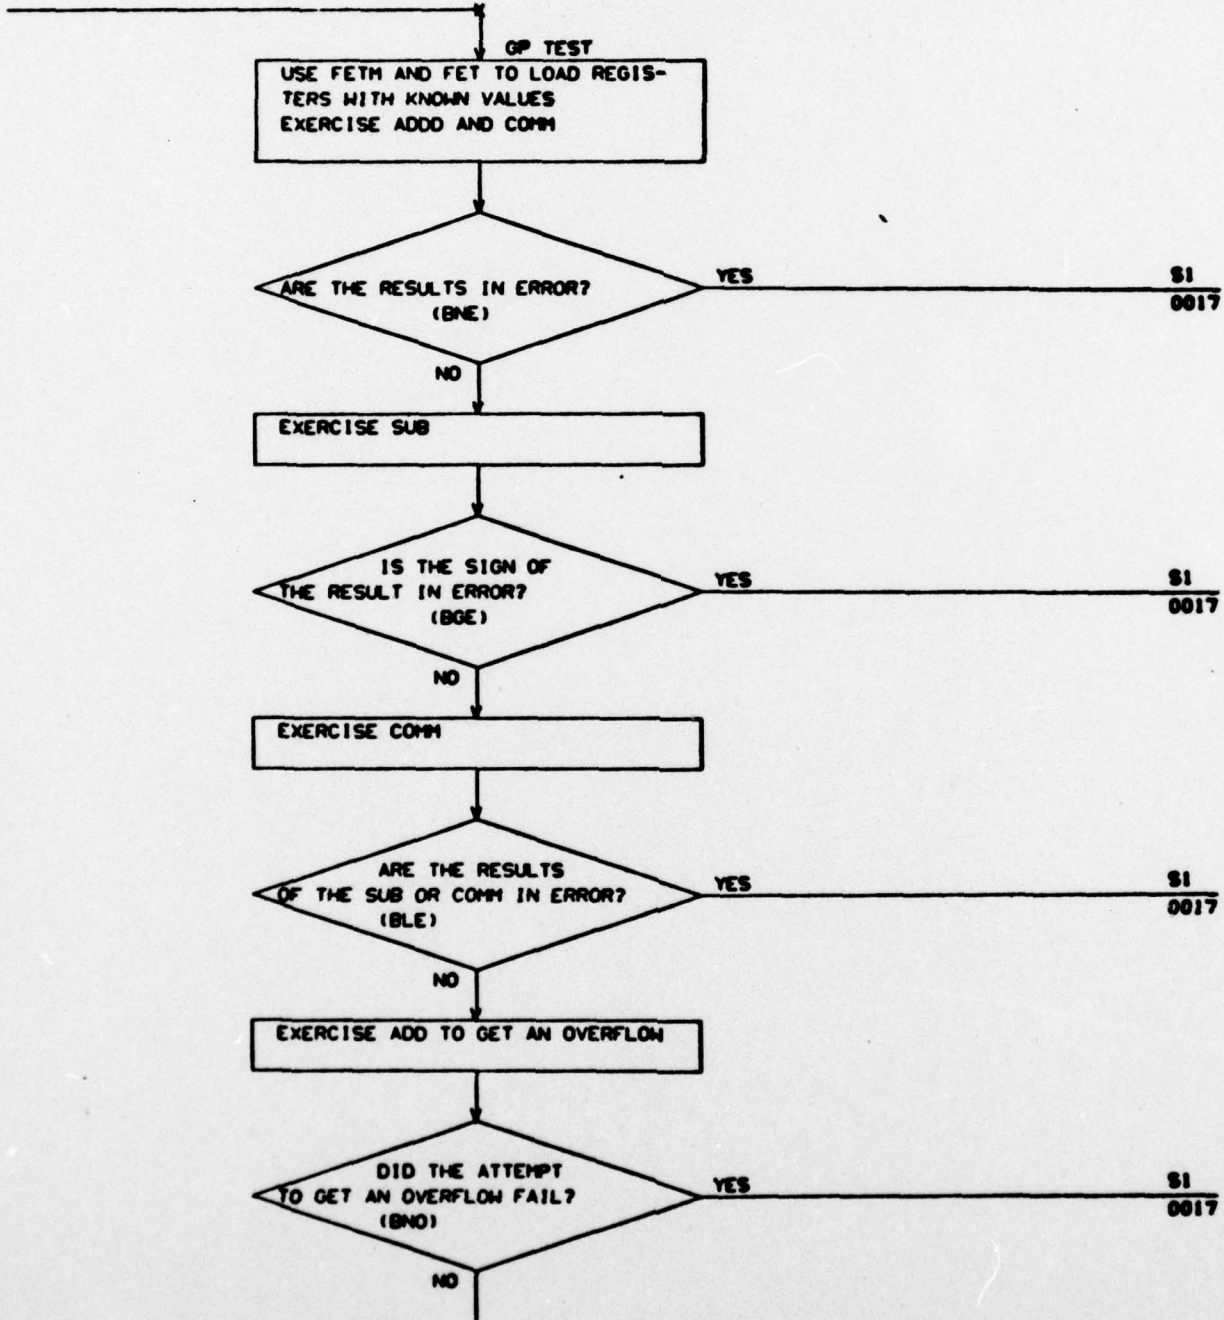 GP TEST
USE FETM AND FET TO LOAD REGIS-
TERS WITH KNOWN VALUES
EXERCISE ADDD AND COMM
ARE THE RESULTS IN ERROR?
(BNE)
YES
S1
0017
NO
EXERCISE SUB
IS THE SIGN OF
THE RESULT IN ERROR?
(BGE)
YES
S1
0017
NO
EXERCISE COMM
ARE THE RESULTS
OF THE SUB OR COMM IN ERROR?
(BLE)
YES
S1
0017
NO
EXERCISE ADD TO GET AN OVERFLOW
DID THE ATTEMPT
TO GET AN OVERFLOW FAIL?
(BNO)
YES
S1
0017
NO